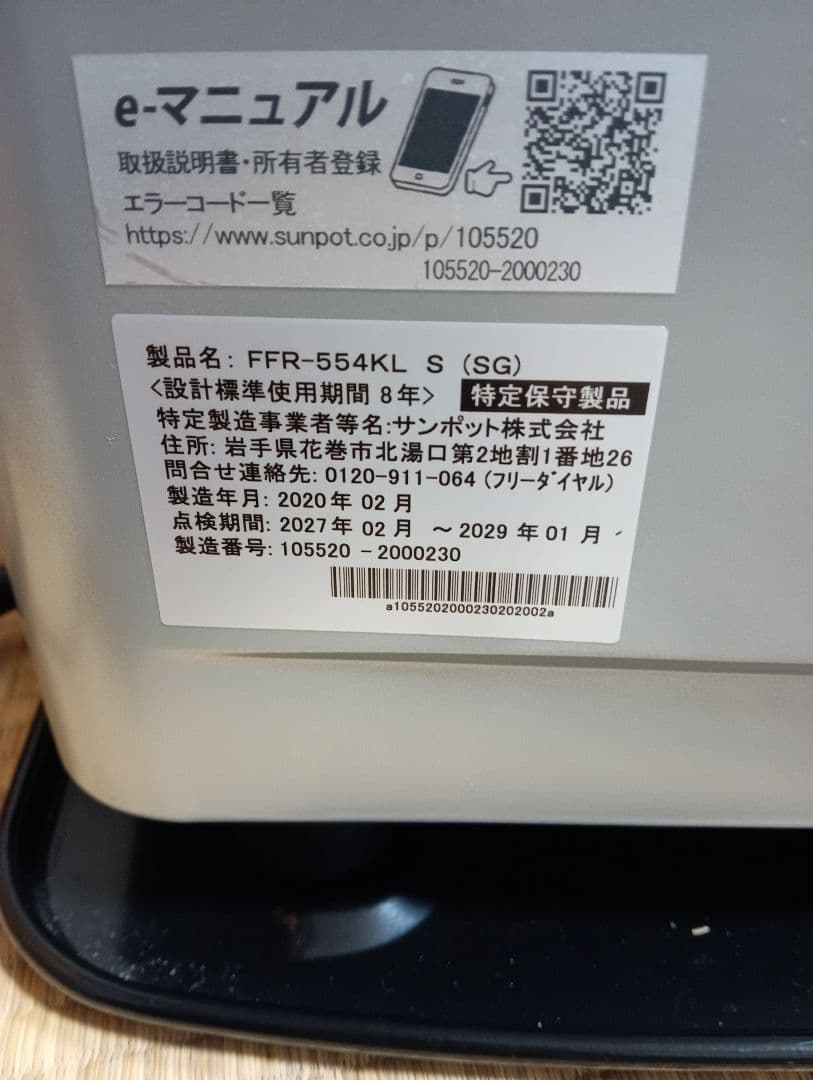 e-マニュアル
取扱説明書・所有者登録
エラーコード一覧
https://www.sunpot.co.jp/p/105520
105520-2000230
製品名: FFR-554KL S (SG)
<設計標準使用期間 8年> 特定保守製品
特定製造事業者等名:サンポット株式会社
住所: 岩手県花巻市北湯口第2地割1番地26
問合せ連絡先: 0120-911-064 (フリーダイヤル)
製造年月: 2020年 02月
点検期間: 2027年 02月 ～2029年 01月
製造番号: 105520 - 2000230
a1055202000230202002a